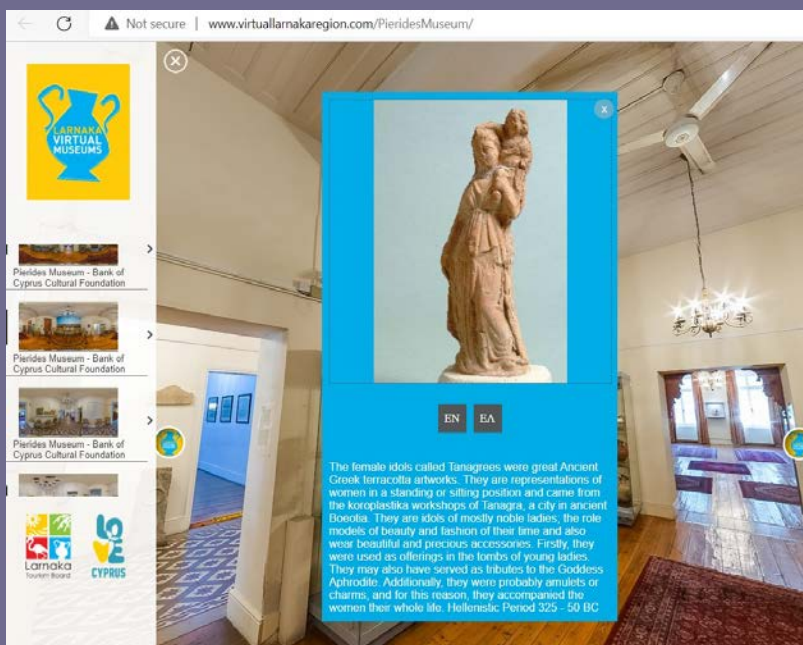 Not secure | www.virtuallarnakaregion.com/PieridesMuseum/
LARNAKA
VIRTUAL
MUSEUMS
Pierides Museum - Bank of
Cyprus Cultural Foundation
Pierides Museum - Bank of
Cyprus Cultural Foundation
Pierides Museum - Bank of
Cyprus Cultural Foundation
Larnaka
Tourism Board
LOVE
CYPRUS
x
EN ΕΛ
The female idols called Tanagrees were great Ancient
Greek terracotta artworks. They are representations of
women in a standing or sitting position and came from
the koroplastika workshops of Tanagra, a city in ancient
Boeotia. They are idols of mostly noble ladies, the role
models of beauty and fashion of their time and also
wear beautiful and precious accessories. Firstly, they
were used as offerings in the tombs of young ladies.
They may also have served as tributes to the Goddess
Aphrodite. Additionally, they were probably amulets or
charms, and for this reason, they accompanied the
women their whole life. Hellenistic Period 325 - 50 BC